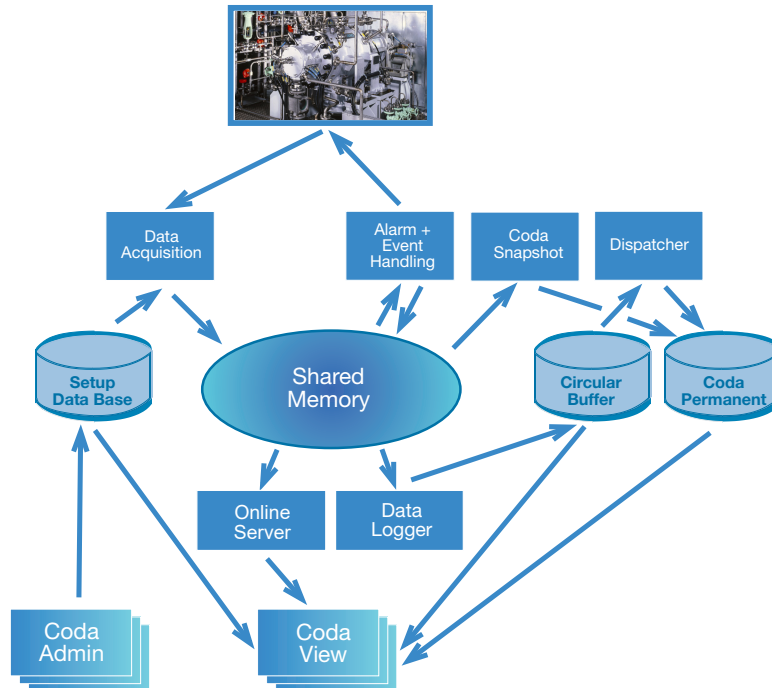 Data
Acquisition
Alarm +
Event
Handling
Coda
Snapshot
Dispatcher
Setup
Data Base
Shared
Memory
Circular
Buffer
Coda
Permanent
Online
Server
Data
Logger
Coda
Admin
Coda
View